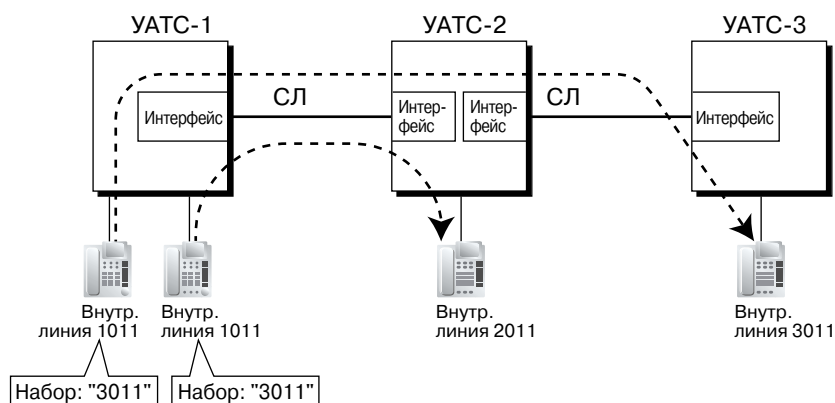 УАТС-1 УАТС-2 УАТС-3
Интерфейс СЛ Интер-
фейс Интер-
фейс СЛ Интерфейс
Внутр.
линия 1011
Внутр.
линия 1011
Внутр.
линия 2011
Внутр.
линия 3011
Набор: "3011" Набор: "3011"